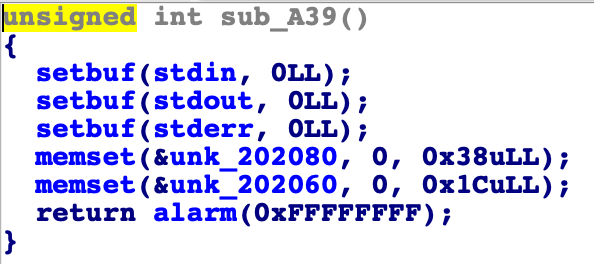 unsigned int sub_A39()
{
  setbuf(stdin, 0LL);
  setbuf(stdout, 0LL);
  setbuf(stderr, 0LL);
  memset(&unk_202080, 0, 0x38uLL);
  memset(&unk_202060, 0, 0x1CuLL);
  return alarm(0xFFFFFFFF);
}